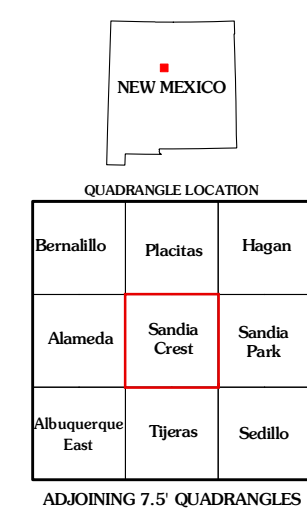 NEW MEXICO
QUADRANGLE LOCATION
Bernalillo
Placitas
Hagan
Alameda
Sandia
Crest
Sandia
Park
Albuquerque
East
Tijeras
Sedillo
ADJOINING 7.5' QUADRANGLES